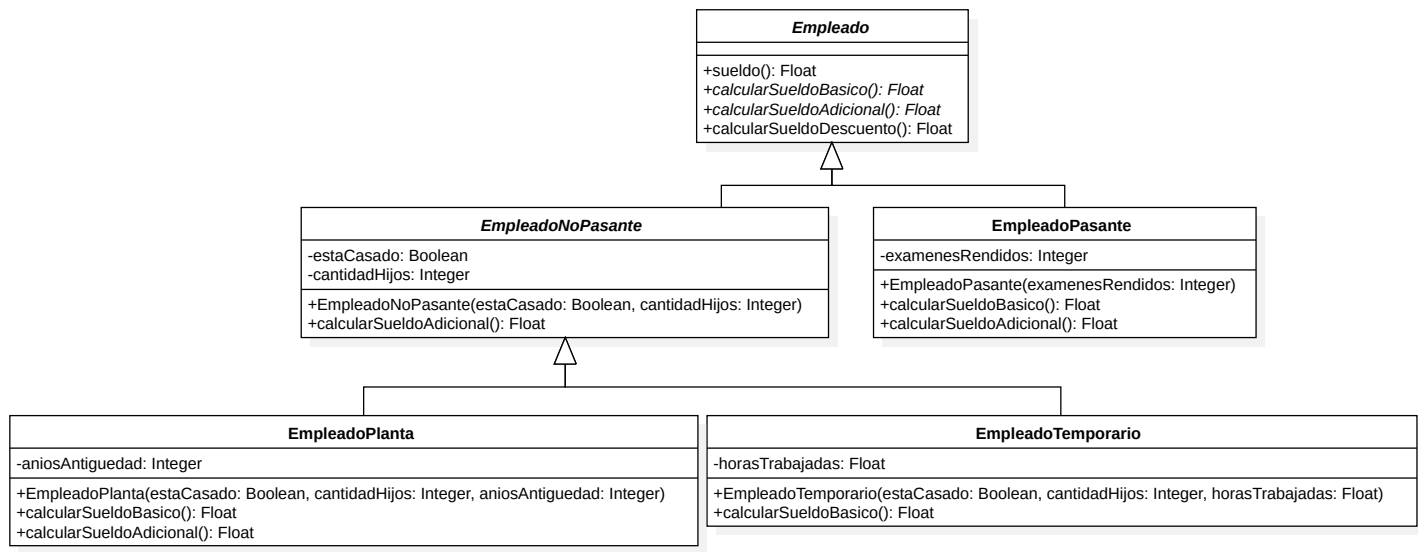 Empleado
+sueldo(): Float
+calcularSueldoBasico(): Float
+calcularSueldoAdicional(): Float
+calcularSueldoDescuento(): Float
EmpleadoNoPasante
-estaCasado: Boolean
-cantidadHijos: Integer
+EmpleadoNoPasante(estaCasado: Boolean, cantidadHijos: Integer)
+calcularSueldoAdicional(): Float
EmpleadoPasante
-examenesRendidos: Integer
+EmpleadoPasante(examenesRendidos: Integer)
+calcularSueldoBasico(): Float
+calcularSueldoAdicional(): Float
EmpleadoPlanta
-aniosAntiguedad: Integer
+EmpleadoPlanta(estaCasado: Boolean, cantidadHijos: Integer, aniosAntiguedad: Integer)
+calcularSueldoBasico(): Float
+calcularSueldoAdicional(): Float
EmpleadoTemporario
-horasTrabajadas: Float
+EmpleadoTemporario(estaCasado: Boolean, cantidadHijos: Integer, horasTrabajadas: Float)
+calcularSueldoBasico(): Float